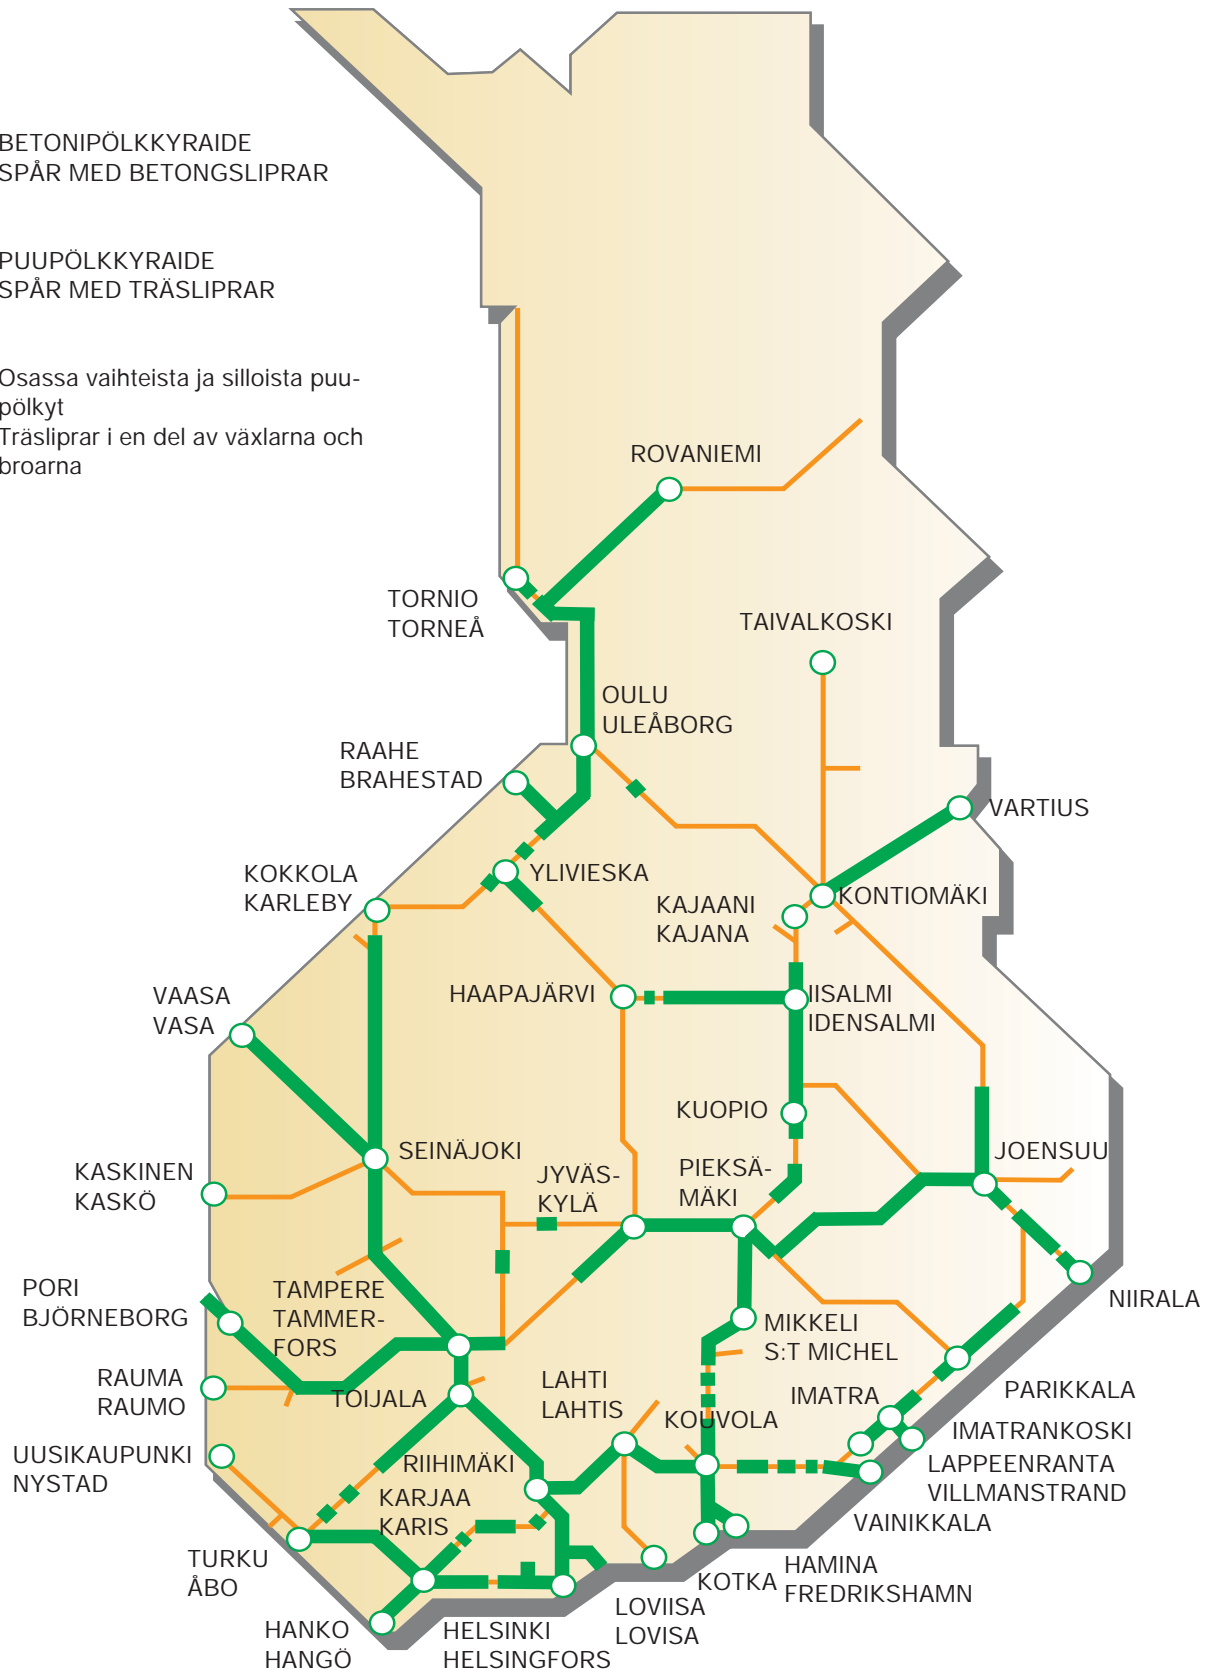 BETONIPÖLKKYRAIDE
SPÅR MED BETONGSLIPRAR
PUUPÖLKKYRAIDE
SPÅR MED TRÄSLIPRAR
Osassa vaihteista ja silloista puu-
pölkyt
Träsliprar i en del av växlarna och
broarna
ROVANIEMI
TORNIO
TORNEÅ
TAIVALKOSKI
OULU
ULEÅBORG
RAAHE
BRAHESTAD
VARTIUS
YLIVIESKA
KOKKOLA
KARLEBY
KONTIOMÄKI
KAJAANI
KAJANA
HAAPAJÄRVI
IISALMI
IDENSALMI
VAASA
VASA
KUOPIO
SEINÄJOKI
JOENSUU
KASKINEN
KASKÖ
JYVÄS-
KYLÄ
PIEKSÄ-
MÄKI
PORI
BJÖRNEBORG
TAMPERE
TAMMER-
FORS
NIIRALA
MIKKELI
S:T MICHEL
RAUMA
RAUMO
TOIJALA
LAHTI
LAHTIS
KOUVOLA
IMATRA
PARIKKALA
IMATRANKOSKI
UUSIKAUPUNKI
NYSTAD
RIIHIMÄKI
KARJAA
KARIS
LAPPEENRANTA
VILLMANSTRAND
VAINIKKALA
TURKU
ÅBO
KOTKA
HAMINA
FREDRIKSHAMN
LOVIISA
LOVISA
HANKO
HANGÖ
HELSINKI
HELSINGFORS